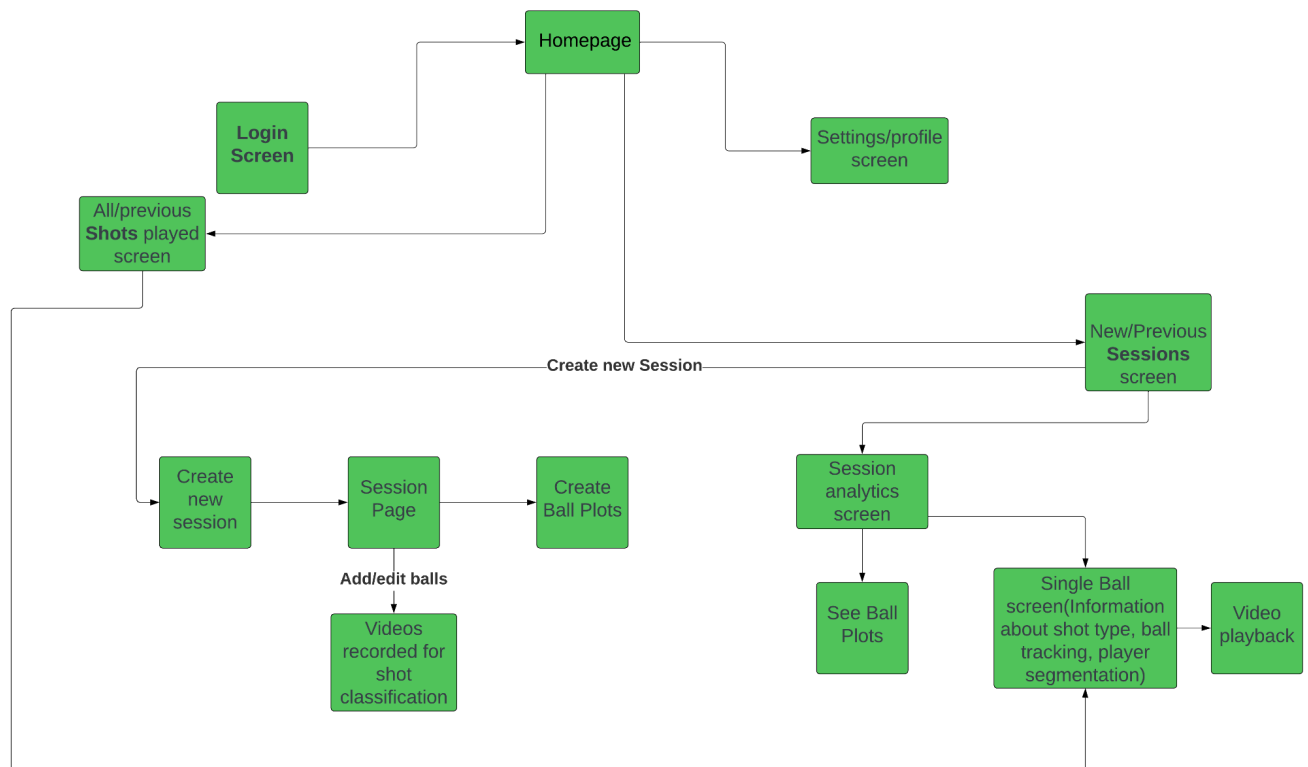 Homepage
Login
Screen
Settings/profile
screen
All/previous
Shots played
screen
New/Previous
Sessions
screen
Create new Session
Create
new
session
Session
Page
Create
Ball Plots
Session
analytics
screen
Add/edit balls
Videos
recorded for
shot
classification
See Ball
Plots
Single Ball
screen(Information
about shot type, ball
tracking, player
segmentation)
Video
playback